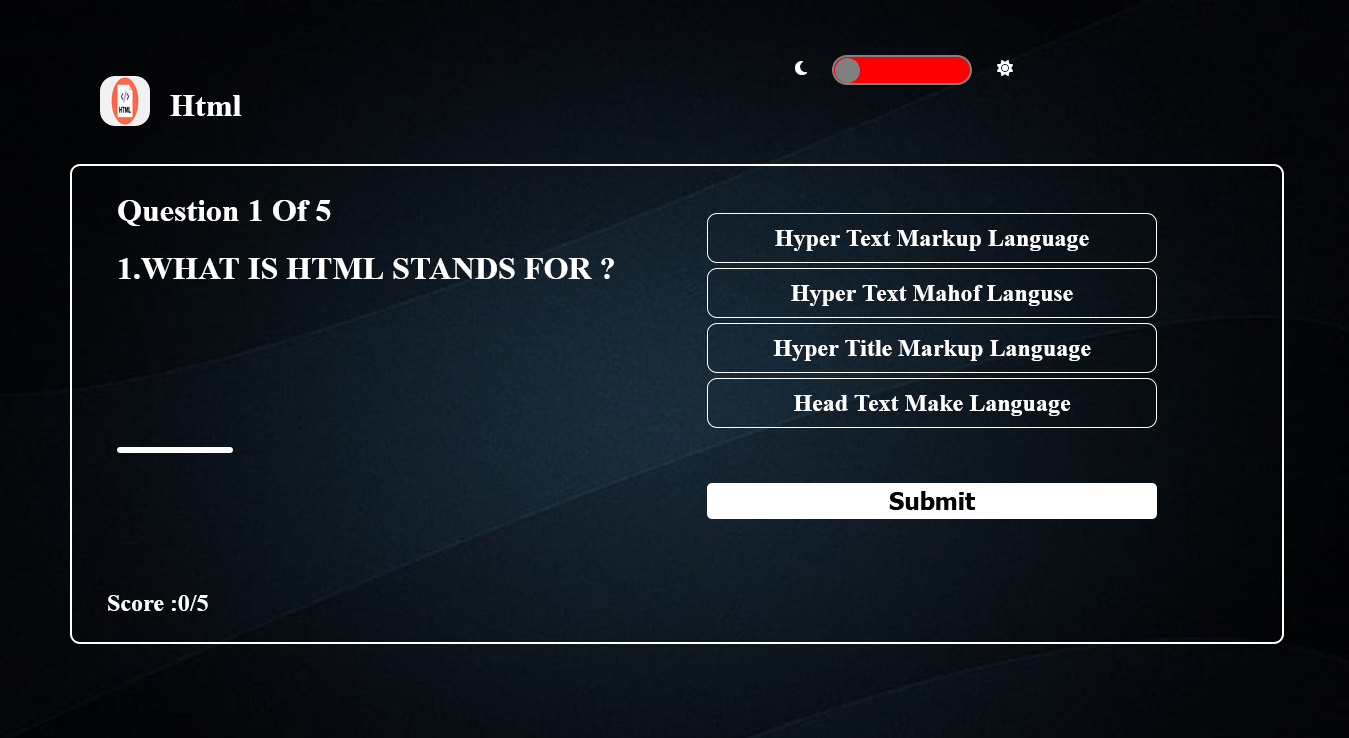 HTML
Html
Question 1 Of 5
1.WHAT IS HTML STANDS FOR ?
Hyper Text Markup Language
Hyper Text Mahof Languse
Hyper Title Markup Language
Head Text Make Language
Submit
Score :0/5